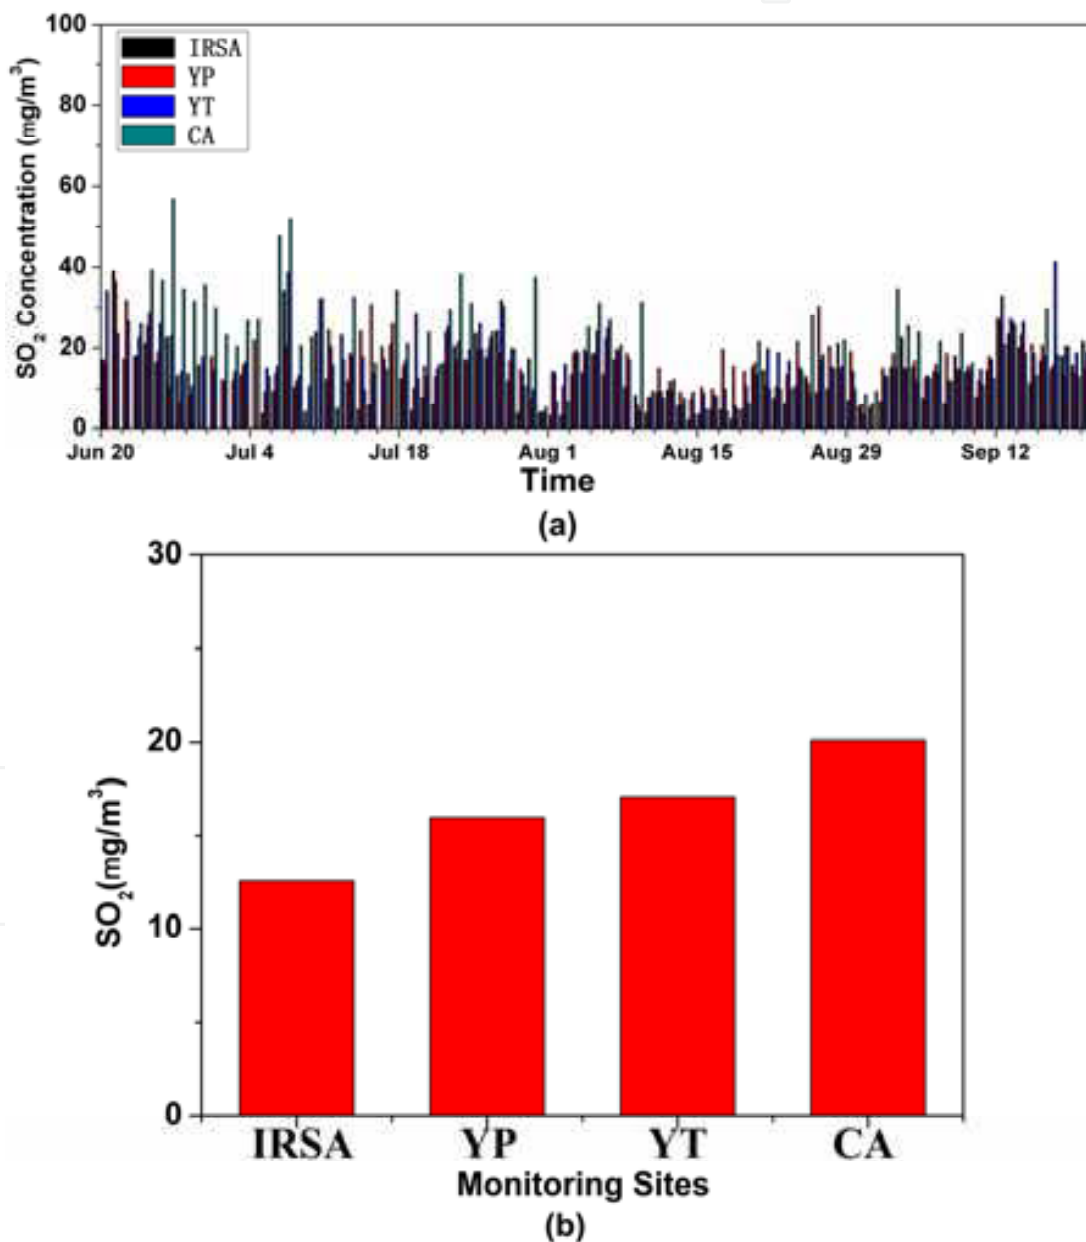 100
80
60
40
20
0
SO₂ Concentration (mg/m³)
IRSA
YP
YT
CA
Jun 20 Jul 4 Jul 18 Aug 1 Aug 15 Aug 29 Sep 12
Time
(a)
30
20
10
0
SO₂(mg/m³)
IRSA YP YT CA
Monitoring Sites
(b)